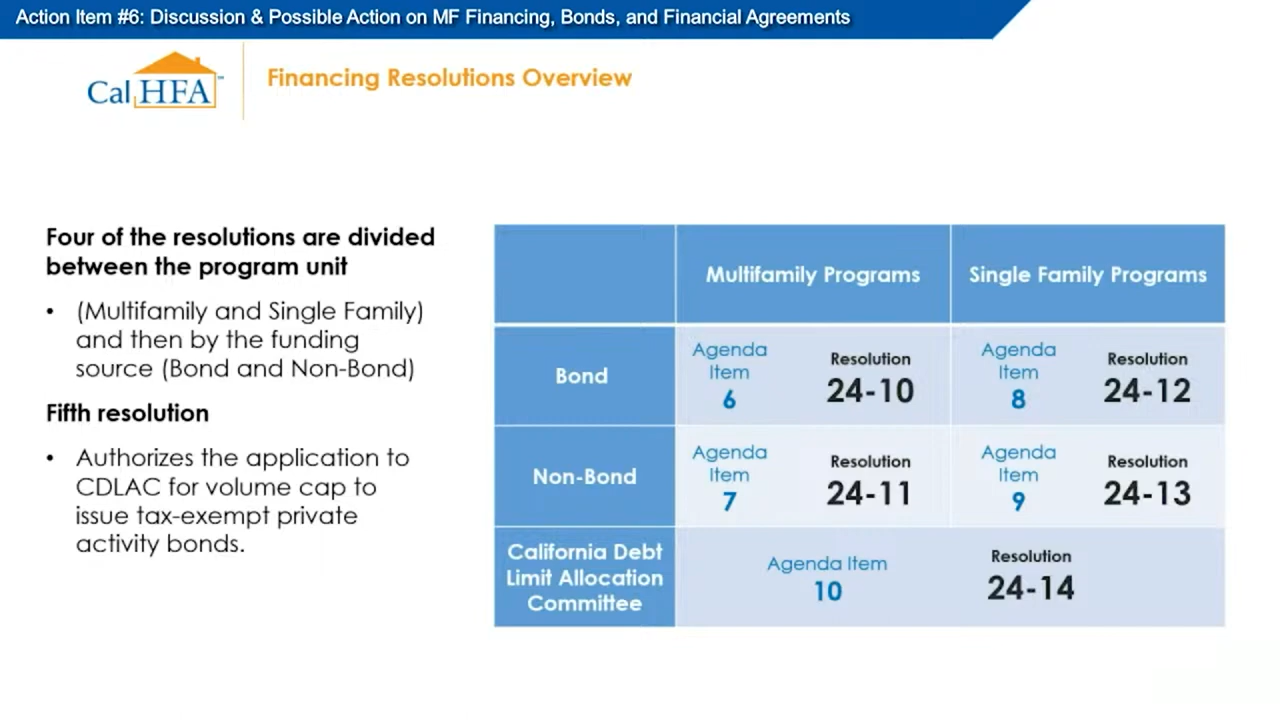 Action Item #6: Discussion & Possible Action on MF Financing, Bonds, and Financial Agreements
Cal HFA™
Financing Resolutions Overview
Four of the resolutions are divided
between the program unit
• (Multifamily and Single Family)
and then by the funding
source (Bond and Non-Bond)
Fifth resolution
• Authorizes the application to
CDLAC for volume cap to
issue tax-exempt private
activity bonds.
Multifamily Programs
Single Family Programs
Bond
Agenda
Item
6
Resolution
24-10
Agenda
Item
8
Resolution
24-12
Non-Bond
Agenda
Item
7
Resolution
24-11
Agenda
Item
9
Resolution
24-13
California Debt
Limit Allocation
Committee
Agenda Item
10
Resolution
24-14